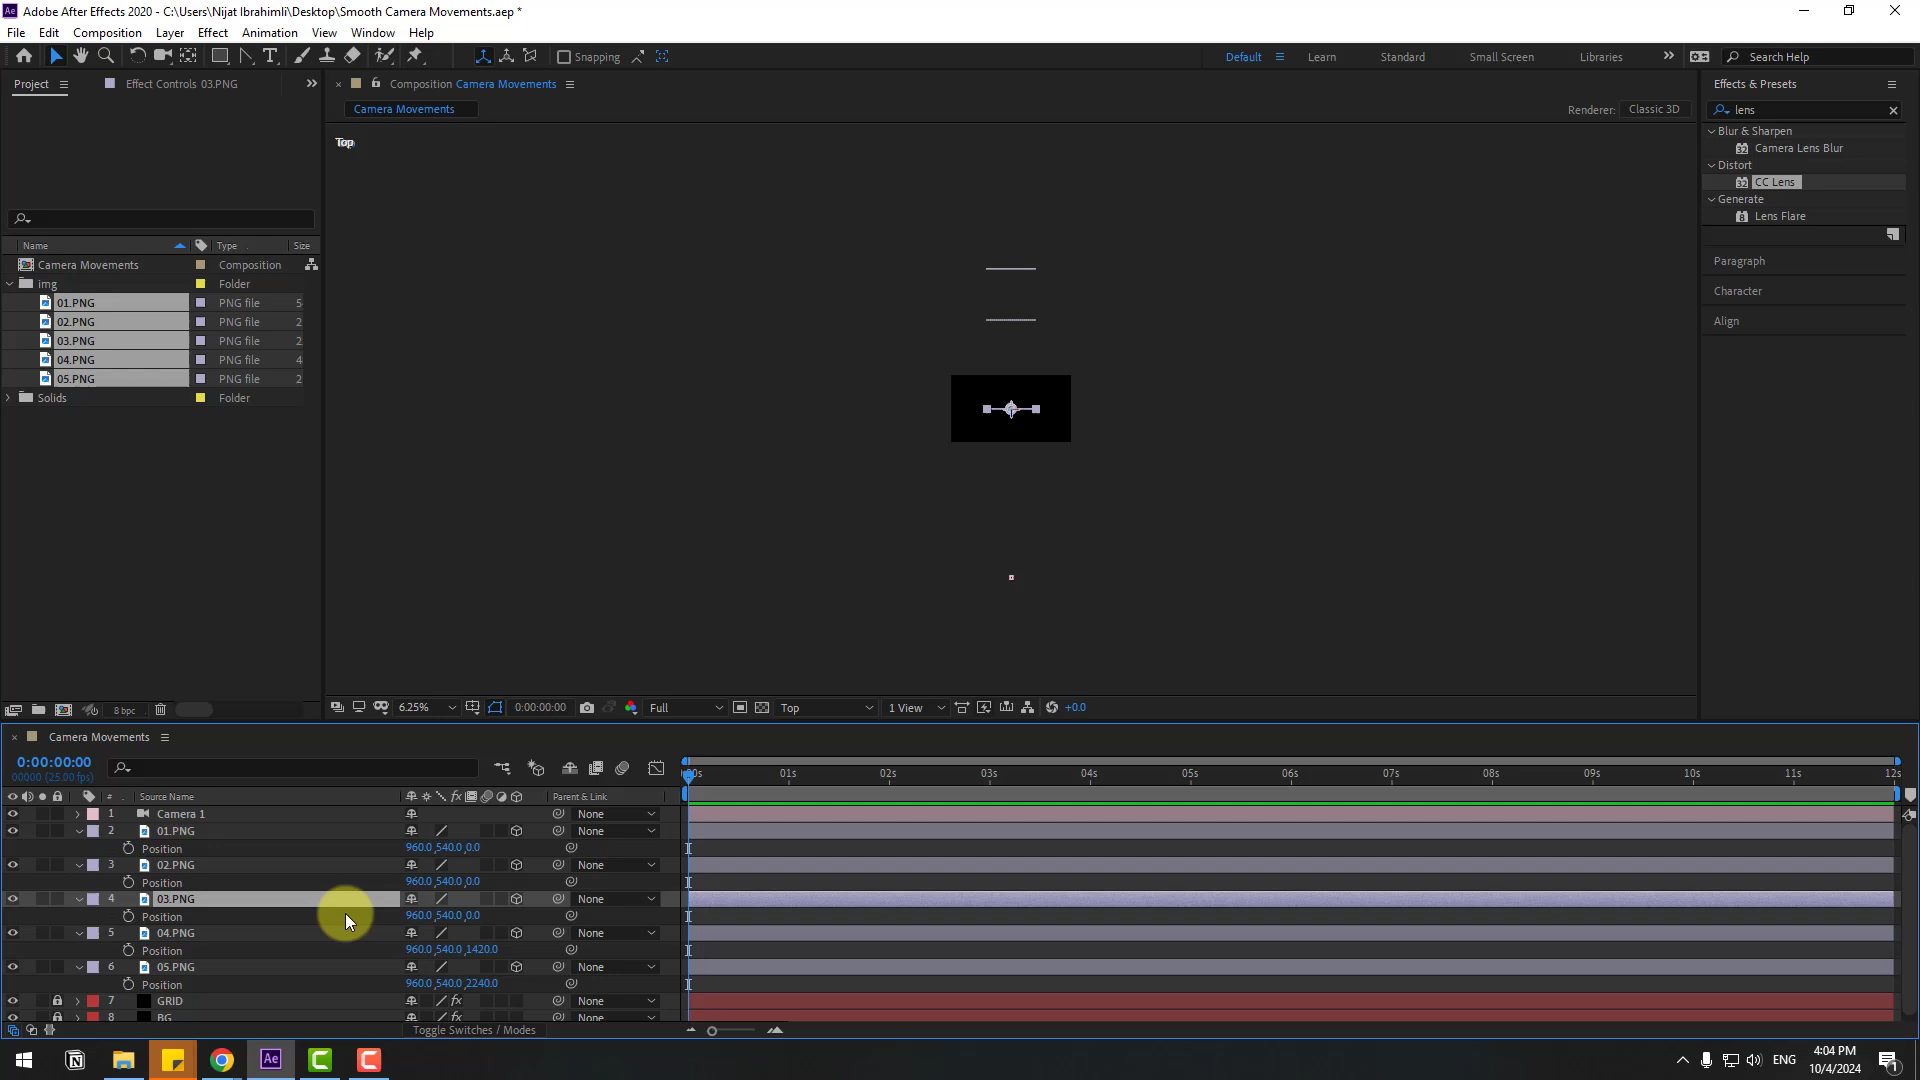 Adobe After Effects 2020 - C:\Users\Nijat Ibrahimli\Desktop\Smooth Camera Movements.aep *
File Edit Composition Layer Effect Animation View Window Help
Snapping
Default Learn Standard Small Screen Libraries
Search Help
Project
Effect Controls 03.PNG
Composition Camera Movements
Camera Movements
Renderer: Classic 3D
Top
Effects & Presets
lens
Blur & Sharpen
Camera Lens Blur
Distort
CC Lens
Generate
Lens Flare
Paragraph
Character
Align
Name Type Size
Camera Movements Composition
img Folder
01.PNG PNG file 5
02.PNG PNG file 2
03.PNG PNG file 2
04.PNG PNG file 4
05.PNG PNG file 2
Solids Folder
8 bpc
6.25% 0:00:00:00 Full Top 1 View +0.0
Camera Movements
0:00:00:00
00000 (25.00 fps)
01s 02s 03s 04s 05s 06s 07s 08s 09s 10s 11s 12s
# Source Name Parent & Link
1 Camera 1 None
2 01.PNG None
Position 960.0,540.0,0.0
3 02.PNG None
Position 960.0,540.0,0.0
4 03.PNG None
Position 960.0,540.0,0.0
5 04.PNG None
Position 960.0,540.0,1420.0
6 05.PNG None
Position 960.0,540.0,2240.0
7 GRID None
8 BG None
Toggle Switches / Modes
Ae
ENG
4:04 PM
10/4/2024
1